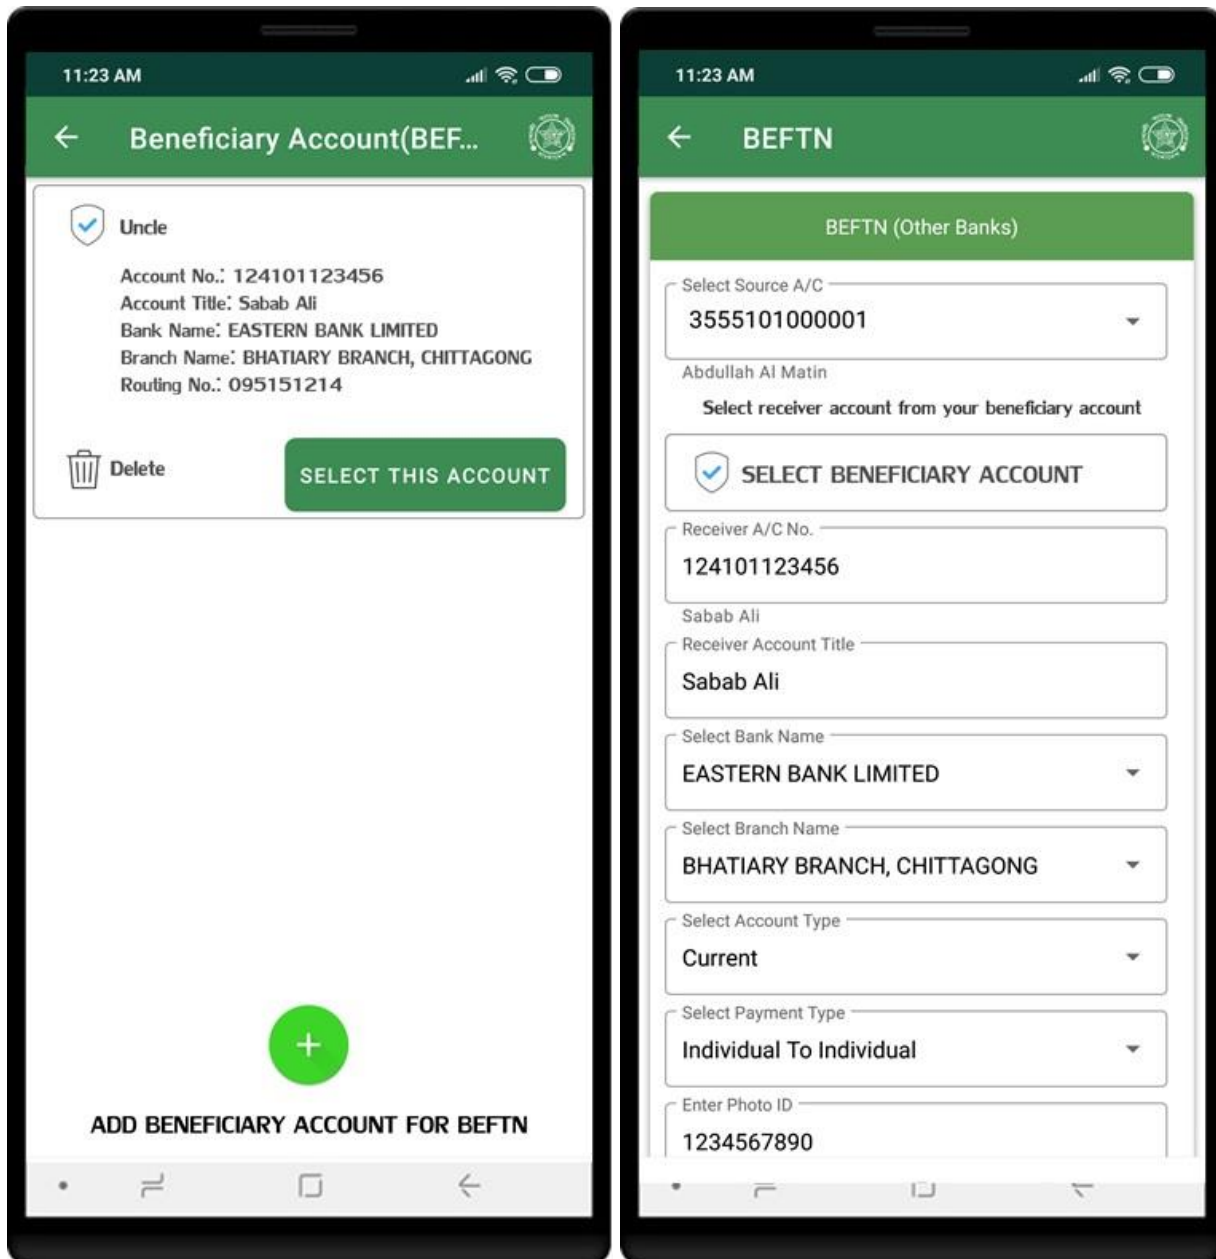 11:23 AM
Beneficiary Account(BEF...
Uncle
Account No.: 124101123456
Account Title: Sabab Ali
Bank Name: EASTERN BANK LIMITED
Branch Name: BHATIARY BRANCH, CHITTAGONG
Routing No.: 095151214
Delete
SELECT THIS ACCOUNT
ADD BENEFICIARY ACCOUNT FOR BEFTN
11:23 AM
BEFTN
BEFTN (Other Banks)
Select Source A/C
3555101000001
Abdullah Al Matin
Select receiver account from your beneficiary account
SELECT BENEFICIARY ACCOUNT
Receiver A/C No.
124101123456
Sabab Ali
Receiver Account Title
Sabab Ali
Select Bank Name
EASTERN BANK LIMITED
Select Branch Name
BHATIARY BRANCH, CHITTAGONG
Select Account Type
Current
Select Payment Type
Individual To Individual
Enter Photo ID
1234567890